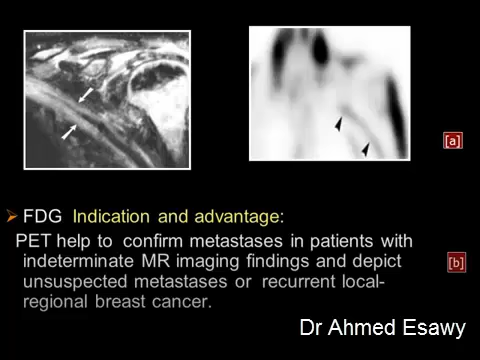 [a]
FDG Indication and advantage:
PET help to confirm metastases in patients with
indeterminate MR imaging findings and depict
[b]
unsuspected metastases or recurrent local-
regional breast cancer.
Dr Ahmed Esawy